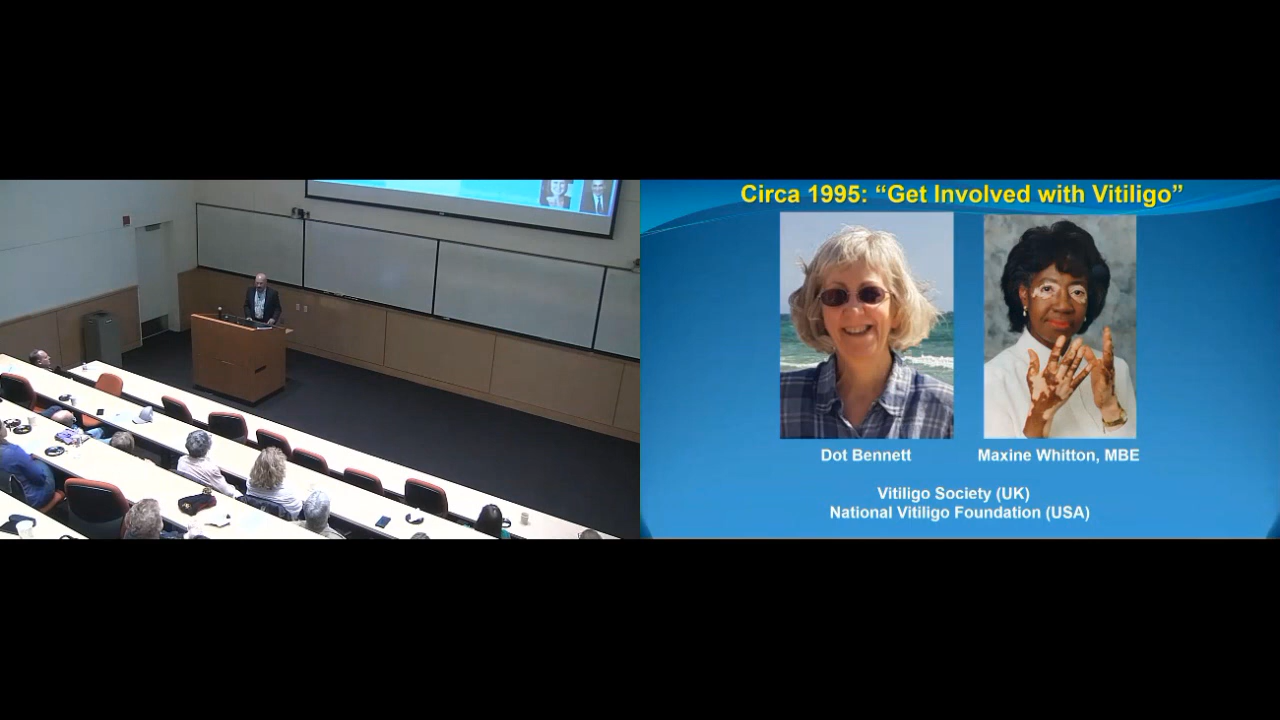 Circa 1995: “Get Involved with Vitiligo”
Dot Bennett
Maxine Whitton, MBE
Vitiligo Society (UK)
National Vitiligo Foundation (USA)